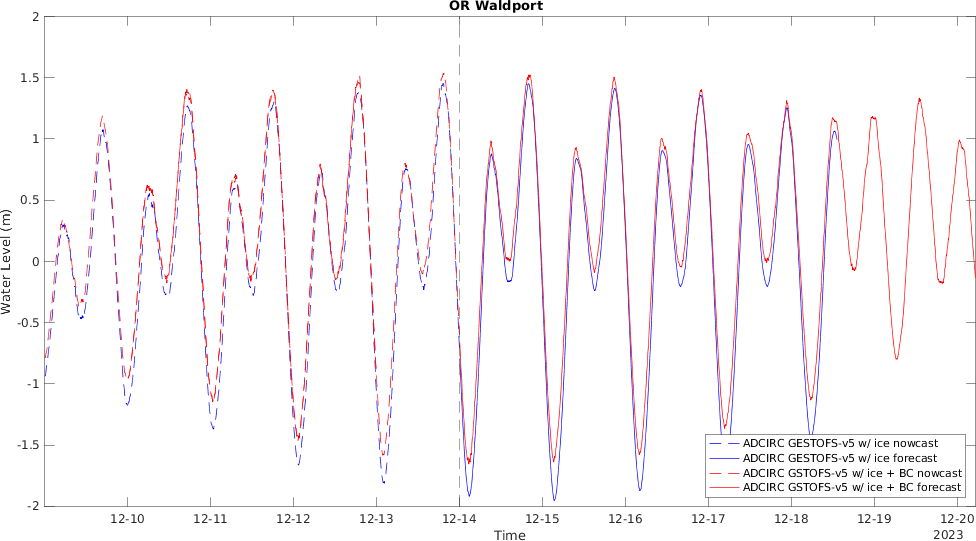 OR Waldport
2
1.5
1
0.5
0
-0.5
-1
-1.5
-2
Water Level (m)
ADCIRC GESTOFS-v5 w/ ice nowcast
ADCIRC GESTOFS-v5 w/ ice forecast
ADCIRC GSTOFS-v5 w/ ice + BC nowcast
ADCIRC GSTOFS-v5 w/ ice + BC forecast
12-10 12-11 12-12 12-13 12-14 12-15 12-16 12-17 12-18 12-19 12-20
Time
2023